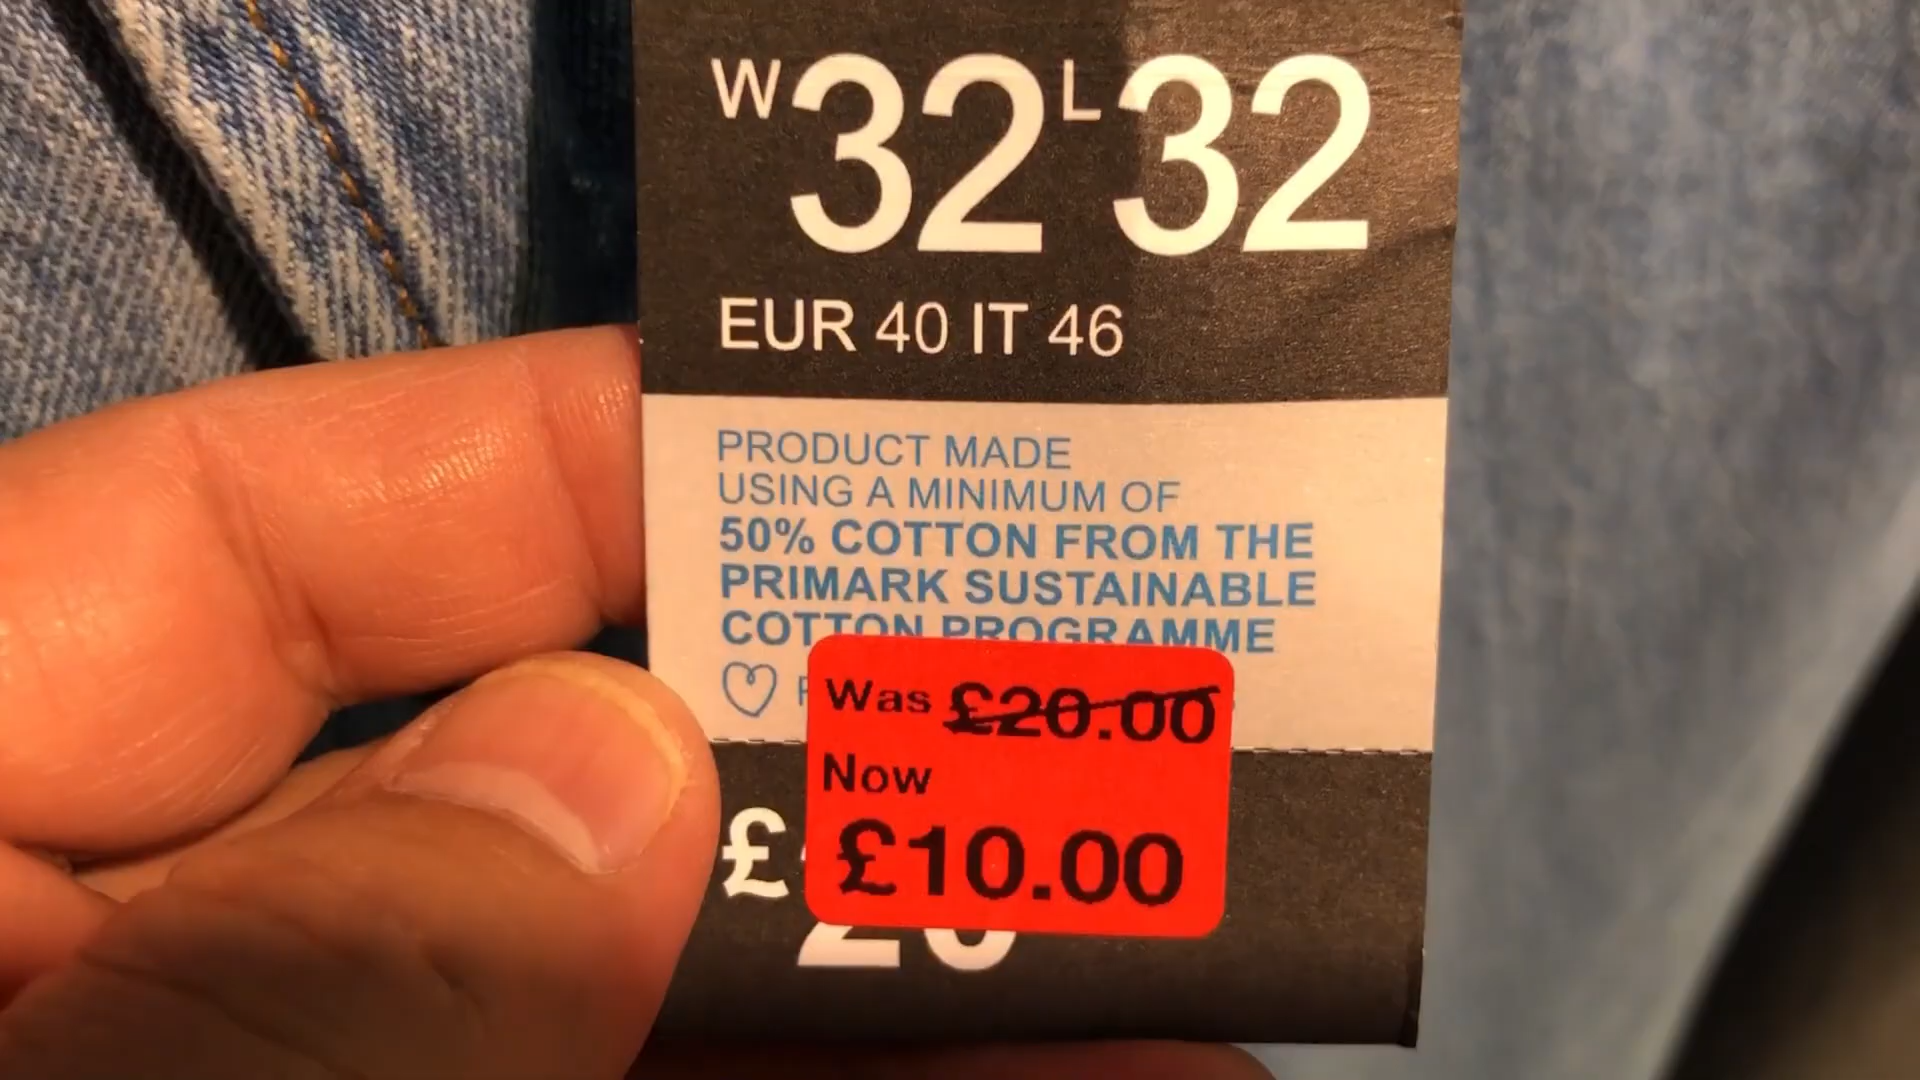 W 32 L 32
EUR 40 IT 46
PRODUCT MADE
USING A MINIMUM OF
50% COTTON FROM THE
PRIMARK SUSTAINABLE
COTTON PROGRAMME
Was £20.00
Now
£10.00
£20